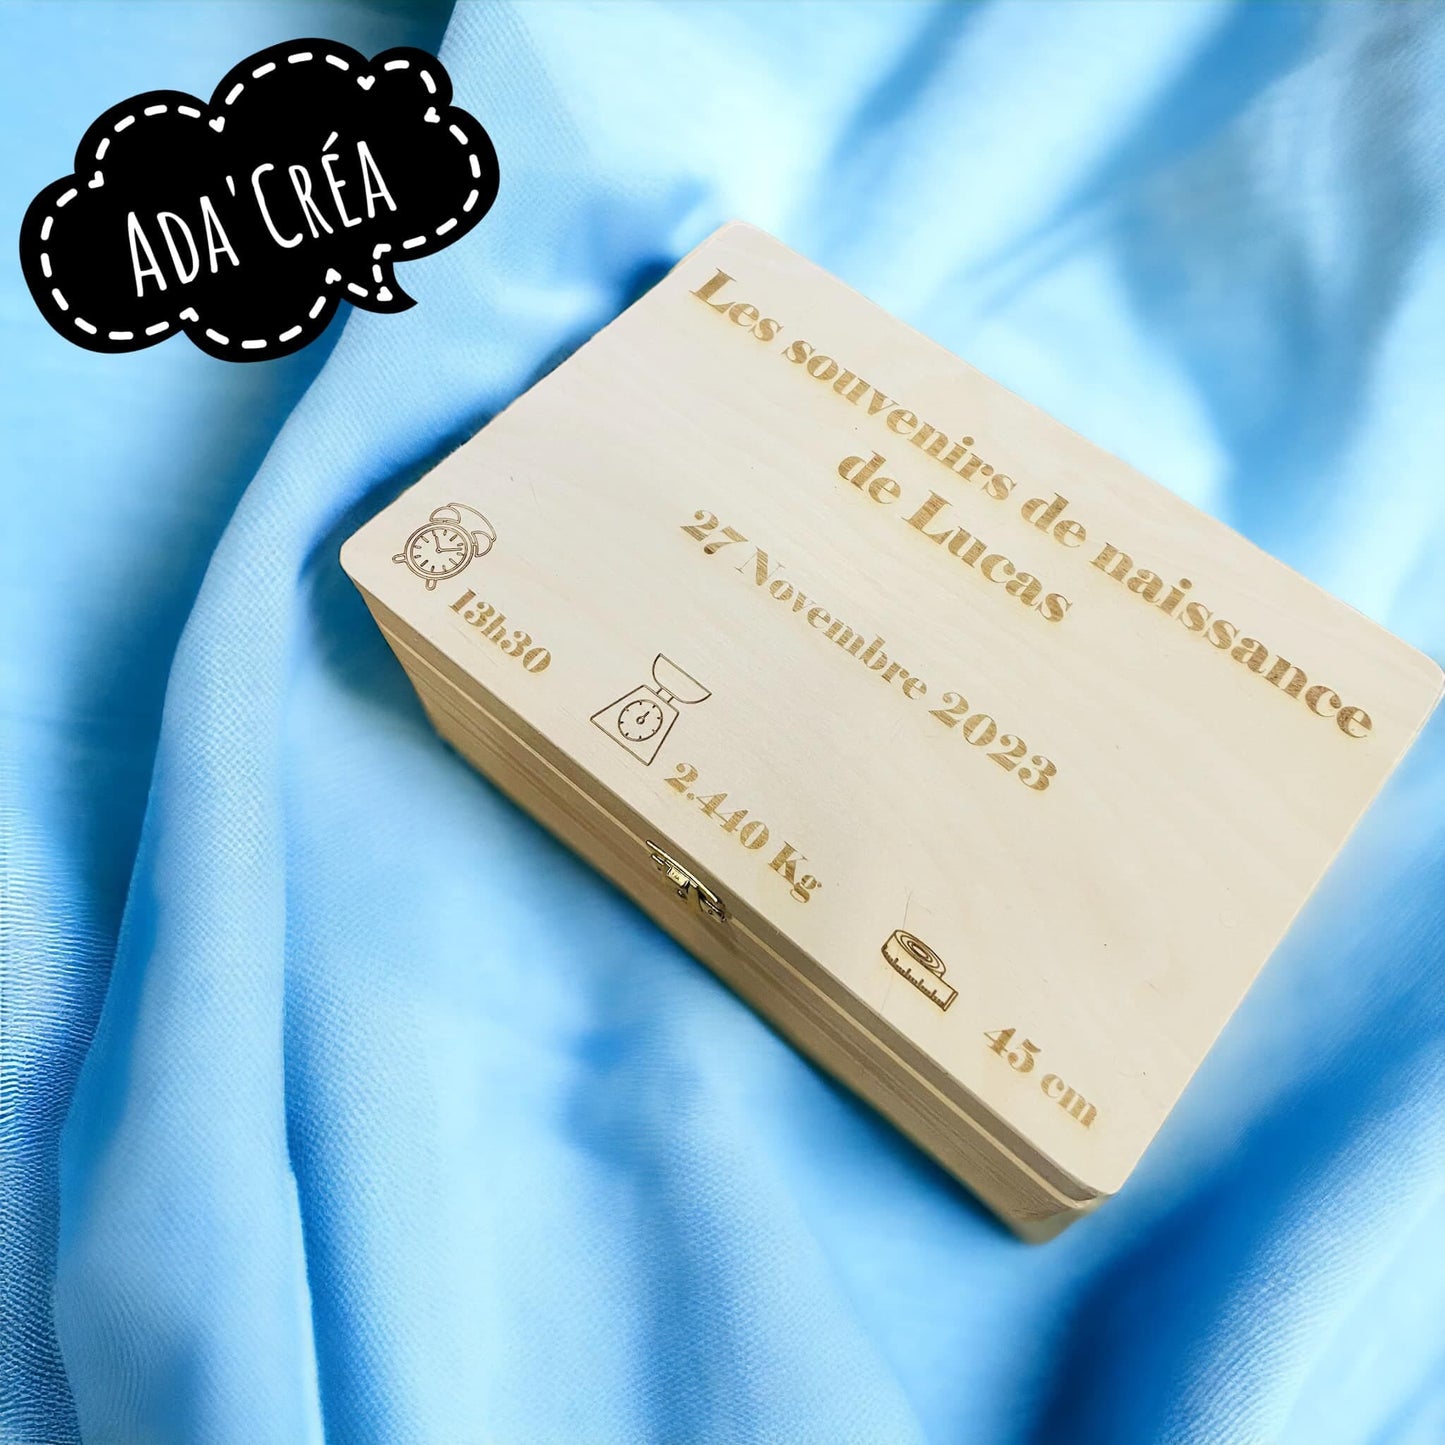 ADA'CRÉA
Les souvenirs de naissance
de Lucas
27 Novembre 2023
13h30
2.440 Kg
45 cm